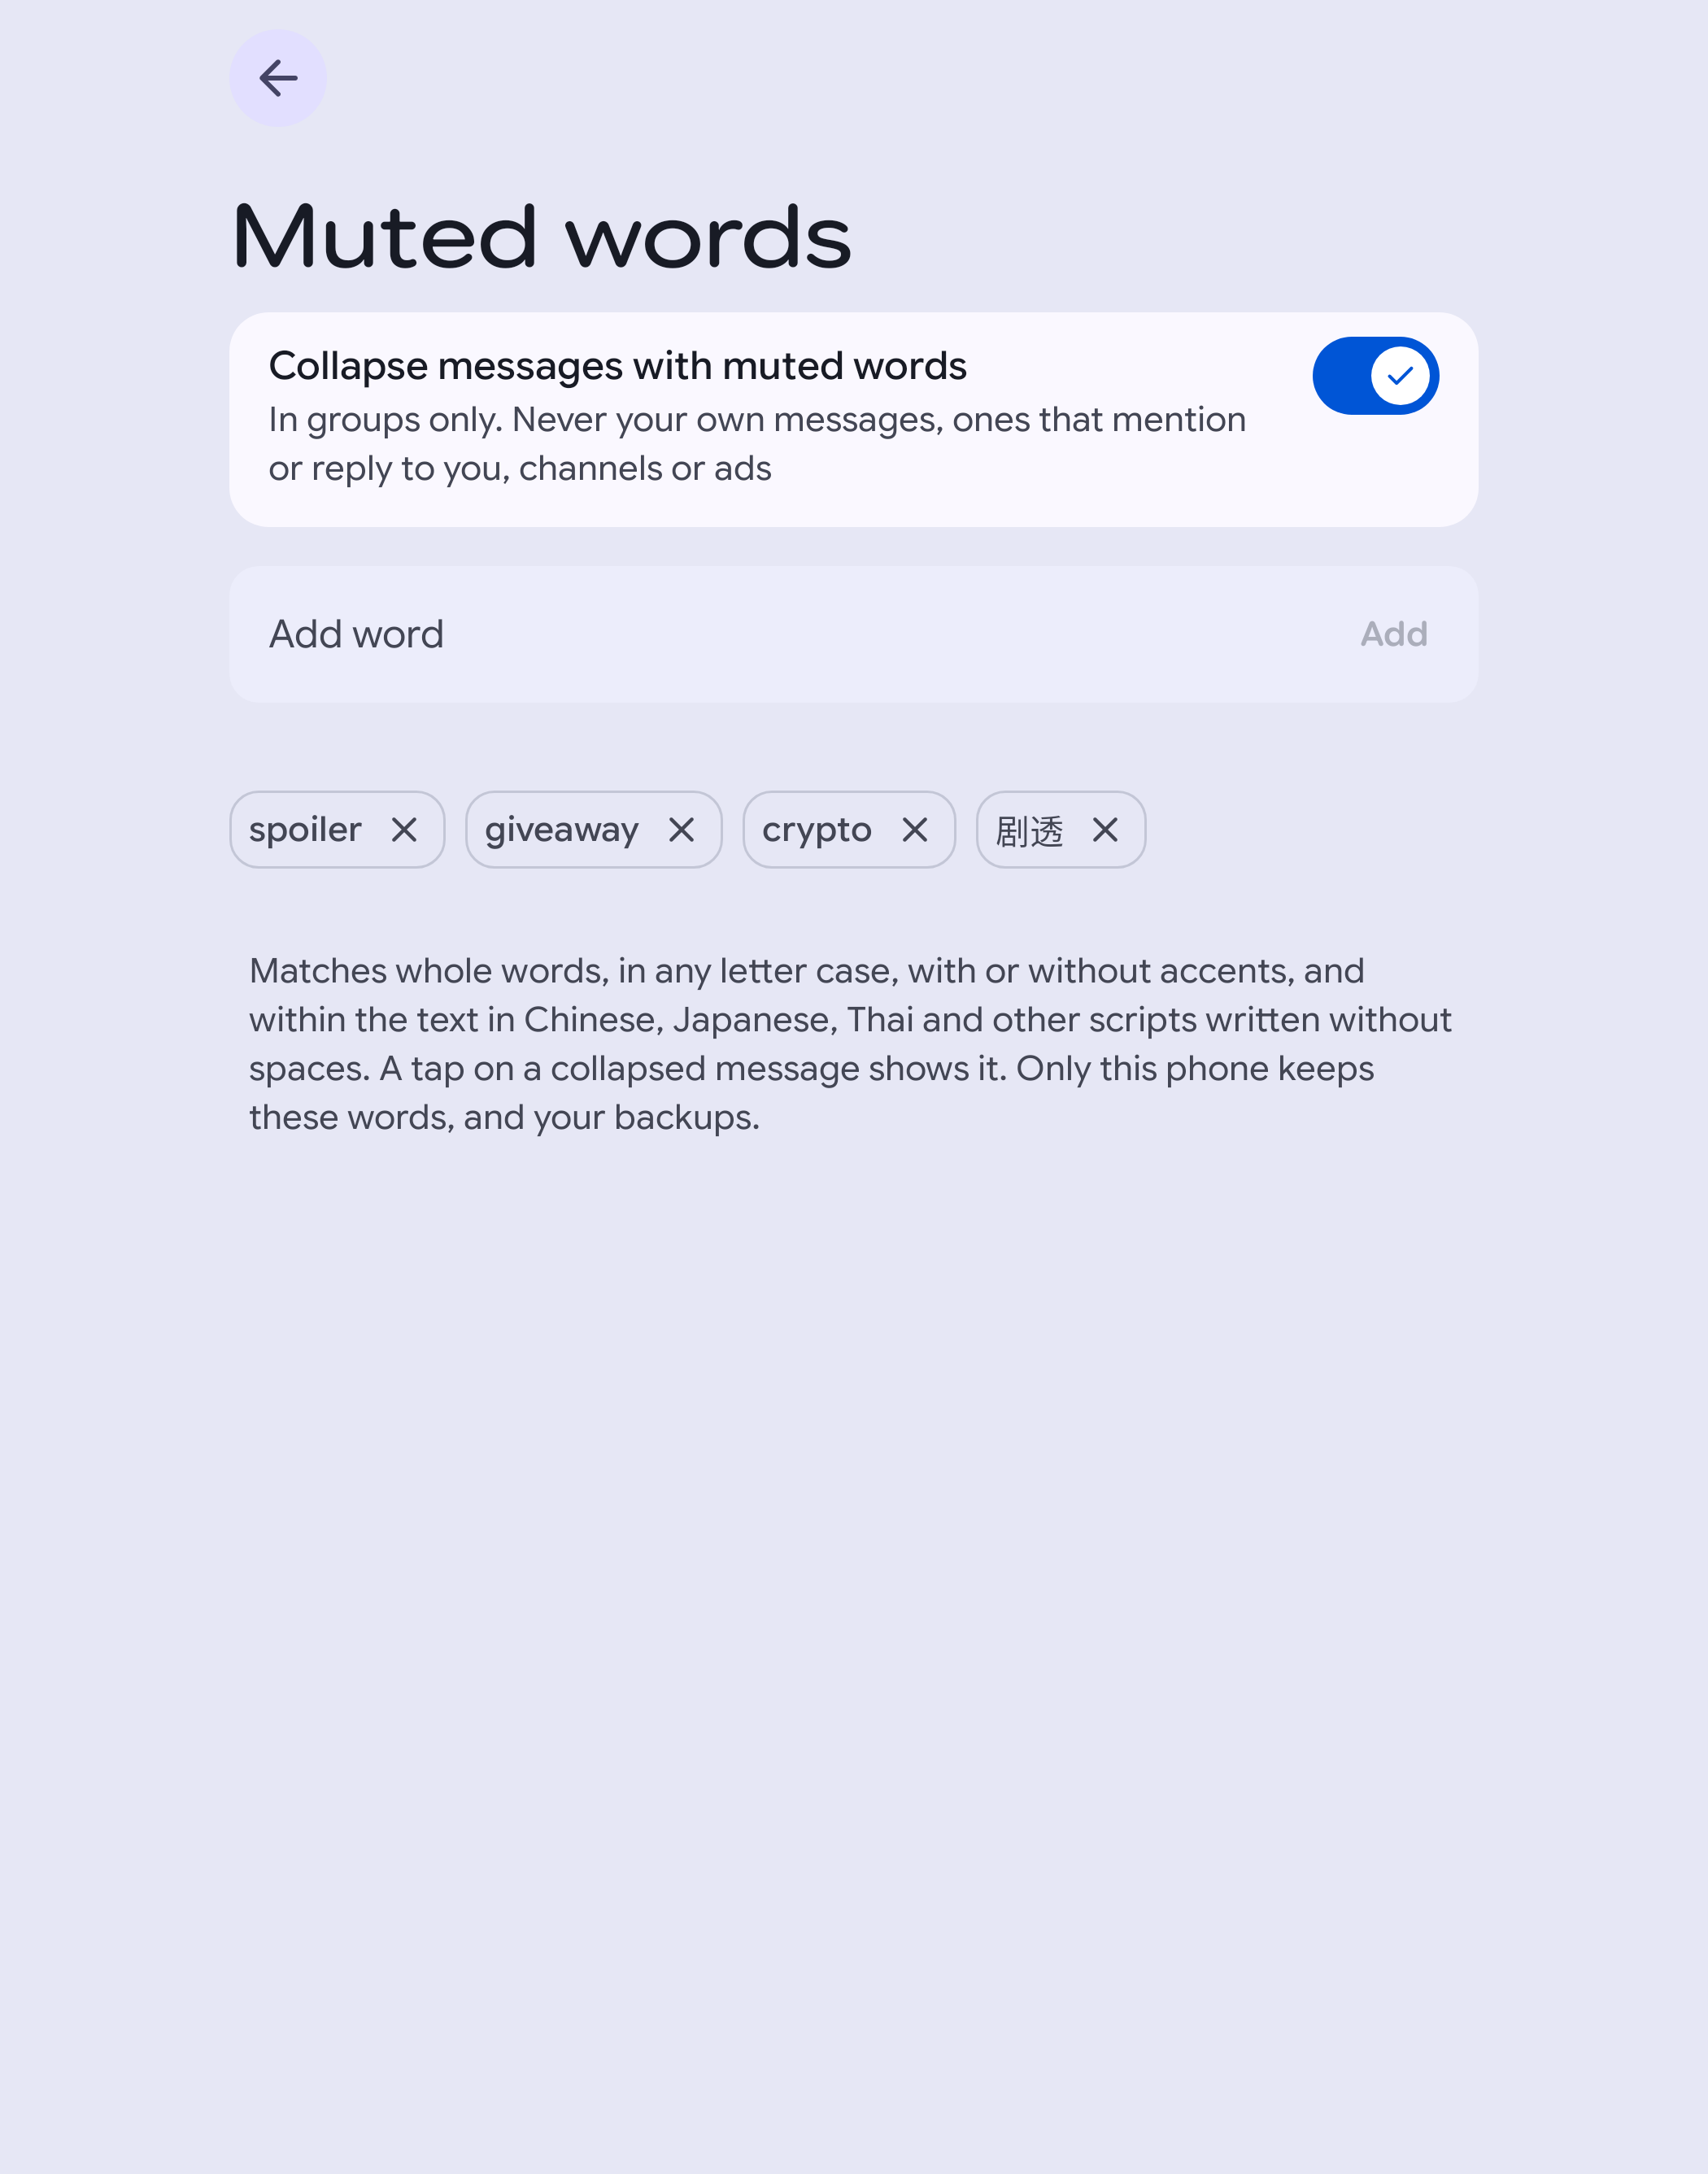 Muted words
Collapse messages with muted words
In groups only. Never your own messages, ones that mention
or reply to you, channels or ads
Add word
Add
spoiler
giveaway
crypto
剧透
Matches whole words, in any letter case, with or without accents, and
within the text in Chinese, Japanese, Thai and other scripts written without
spaces. A tap on a collapsed message shows it. Only this phone keeps
these words, and your backups.